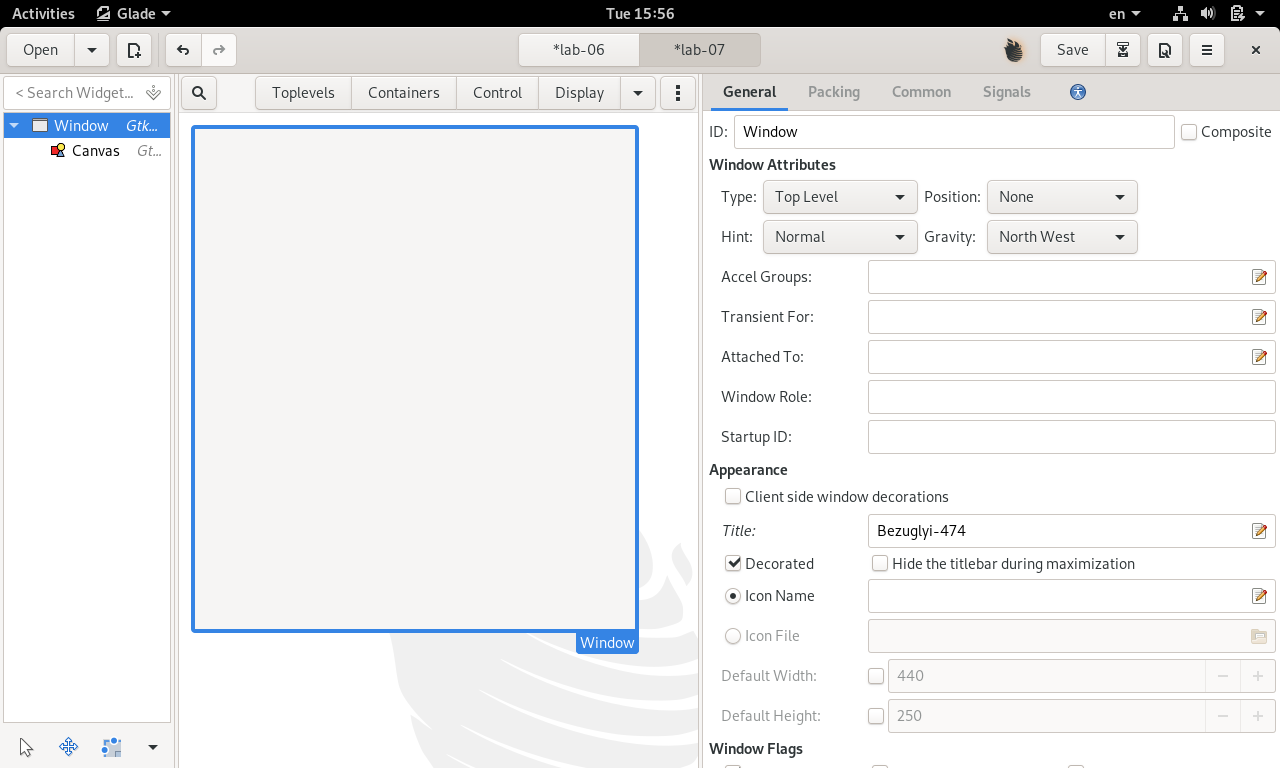 Activities Glade Tue 15:56 en
Open *lab-06 *lab-07 Save
< Search Widget... Toplevels Containers Control Display General Packing Common Signals
Window Gtk...
Canvas Gt...
Window
ID: Window Composite
Window Attributes
Type: Top Level Position: None
Hint: Normal Gravity: North West
Accel Groups:
Transient For:
Attached To:
Window Role:
Startup ID:
Appearance
Client side window decorations
Title: Bezuglyi-474
Decorated Hide the titlebar during maximization
Icon Name
Icon File
Default Width: 440
Default Height: 250
Window Flags